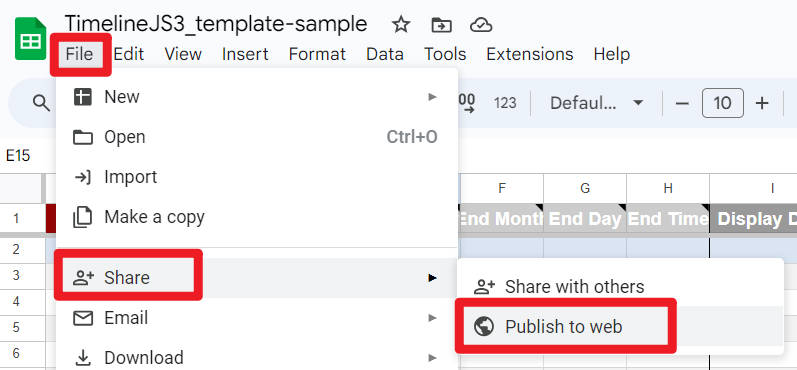 TimelineJS3_template-sample
File Edit View Insert Format Data Tools Extensions Help
New
Open Ctrl+O
Import
Make a copy
Share
Email
Download
Share with others
Publish to web
.00 123 Defaul... 10
E15
F G H I
1 End Month End Day End Time Display D
2
3
4
5
6